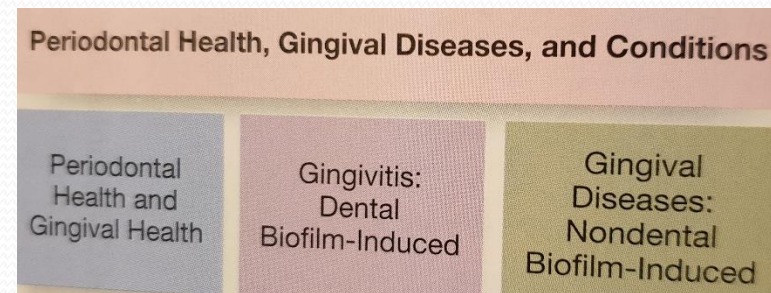 Periodontal Health, Gingival Diseases, and Conditions
Periodontal
Health and
Gingival Health
Gingivitis:
Dental
Biofilm-Induced
Gingival
Diseases:
Nondental
Biofilm-Induced